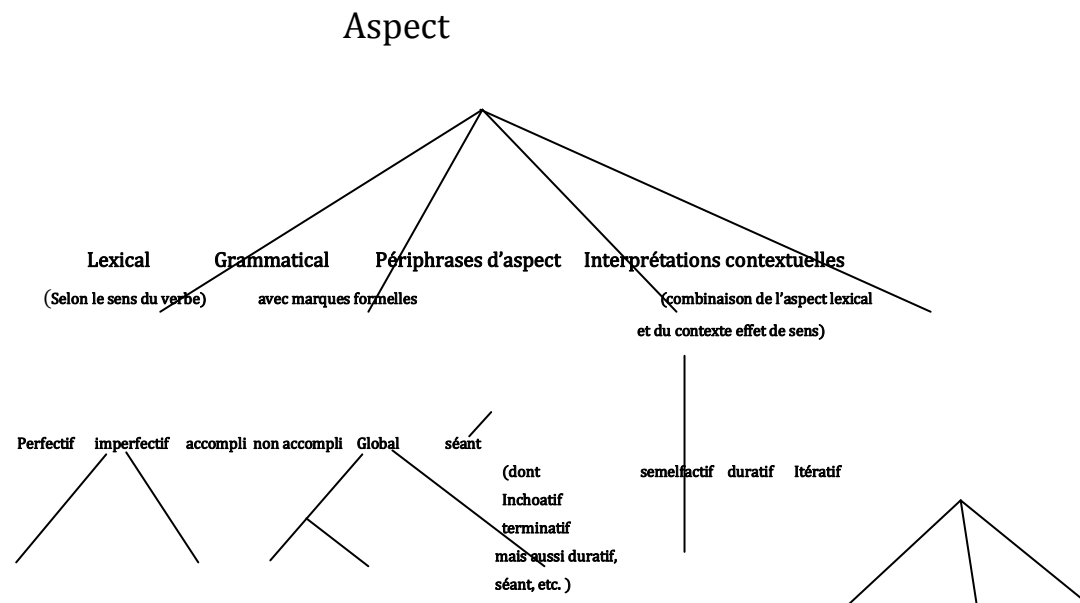 Aspect
Lexical Grammatical Périphrases d'aspect Interprétations contextuelles
(Selon le sens du verbe) avec marques formelles (combinaison de l'aspect lexical
et du contexte effet de sens)
Perfectif imperfectif accompli non accompli Global séant
(dont semelfactif duratif Itératif
Inchoatif
terminatif
mais aussi duratif,
séant, etc. )